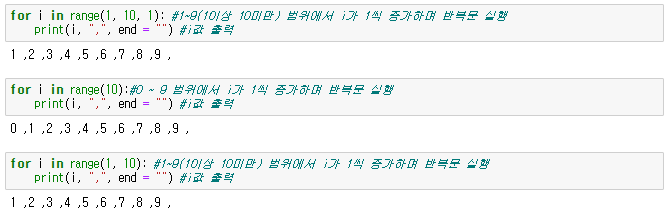 for i in range(1, 10, 1): #1~9(1이상 10미만) 범위에서 i가 1씩 증가하며 반복문 실행
    print(i, ",", end = "") #i값 출력
1 ,2 ,3 ,4 ,5 ,6 ,7 ,8 ,9 ,
for i in range(10):#0 ~ 9 범위에서 i가 1씩 증가하며 반복문 실행
    print(i, ",", end = "") #i값 출력
0 ,1 ,2 ,3 ,4 ,5 ,6 ,7 ,8 ,9 ,
for i in range(1, 10): #1~9(1이상 10미만) 범위에서 i가 1씩 증가하며 반복문 실행
    print(i, ",", end = "") #i값 출력
1 ,2 ,3 ,4 ,5 ,6 ,7 ,8 ,9 ,